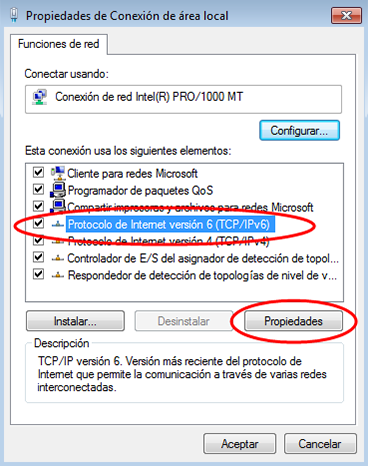 Propiedades de Conexión de área local
Funciones de red
Conectar usando:
Conexión de red Intel(R) PRO/1000 MT
Configurar...
Esta conexión usa los siguientes elementos:
Cliente para redes Microsoft
Programador de paquetes QoS
Compartir impresoras y archivos para redes Microsoft
Protocolo de Internet versión 6 (TCP/IPv6)
Protocolo de Internet versión 4 (TCP/IPv4)
Controlador de E/S del asignador de detección de topol...
Respondedor de detección de topologías de nivel de v...
Instalar...
Desinstalar
Propiedades
Descripción
TCP/IP versión 6. Versión más reciente del protocolo de
Internet que permite la comunicación a través de varias redes
interconectadas.
Aceptar
Cancelar